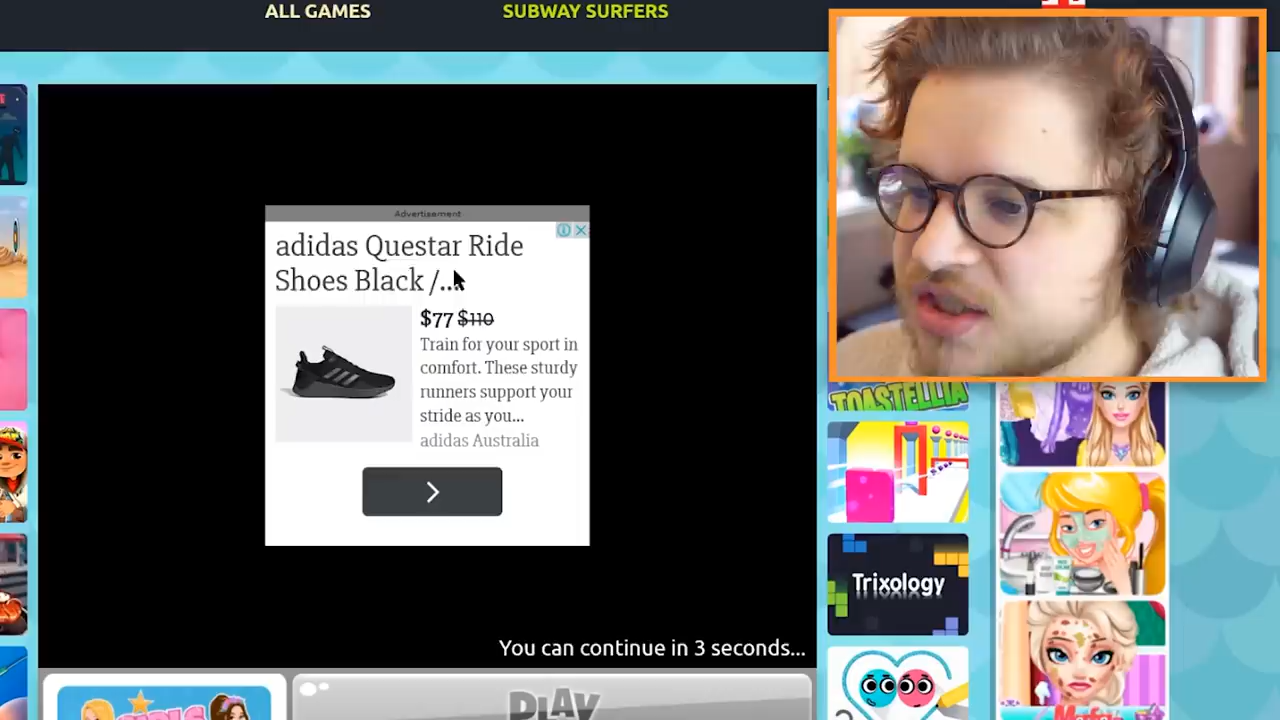 ALL GAMES
SUBWAY SURFERS
Advertisement
adidas Questar Ride
Shoes Black /...
$77 $110
Train for your sport in
comfort. These sturdy
runners support your
stride as you...
adidas Australia
You can continue in 3 seconds...
TOASTELLIA
Trixology
GIRLS
PLAY